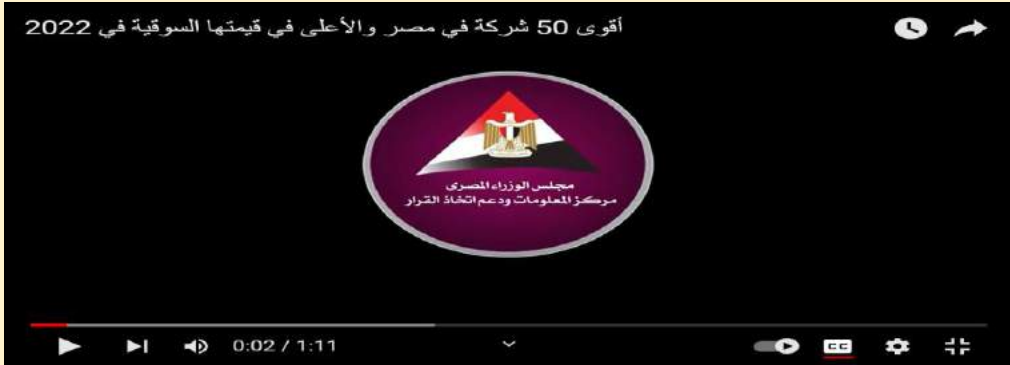 أقوى 50 شركة في مصر والأعلى في قيمتها السوقية في 2022
مجلس الوزراء المصرى
مركز المعلومات ودعم اتخاذ القرار
0:02 / 1:11
CC